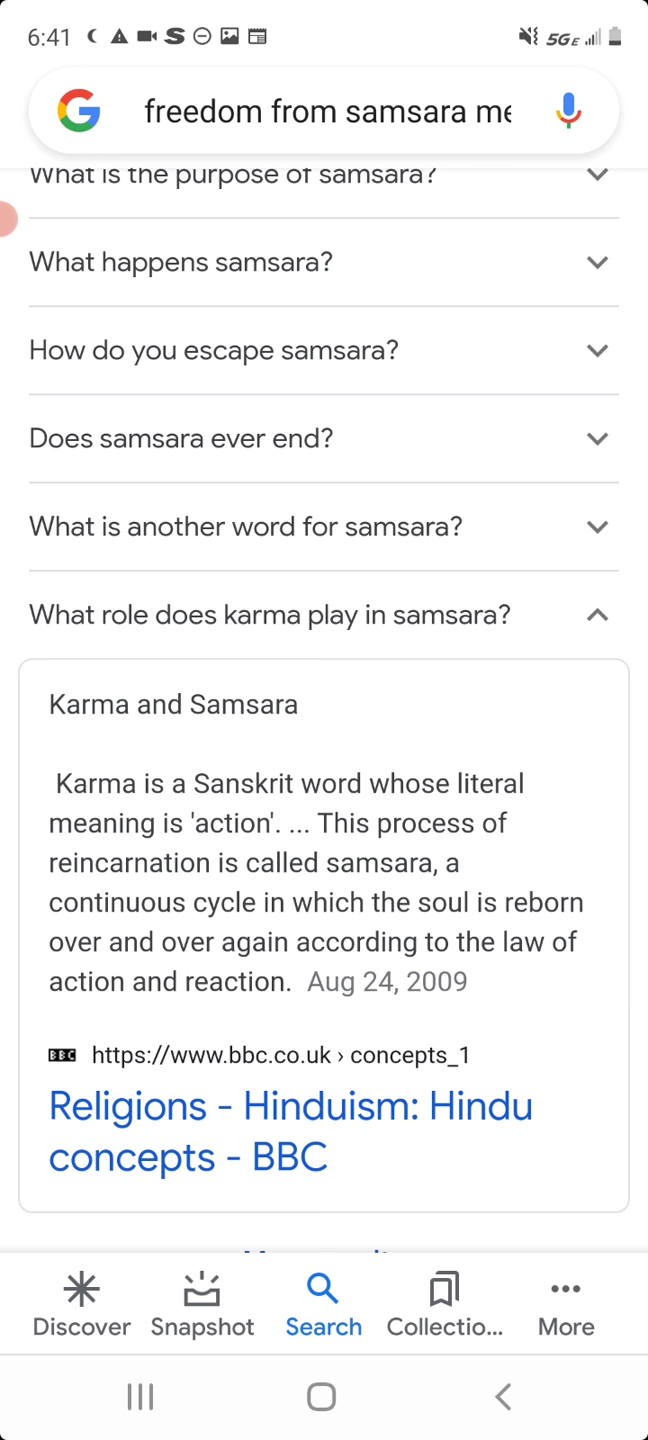 6:41
5GE
freedom from samsara me
What is the purpose of samsara?
What happens samsara?
How do you escape samsara?
Does samsara ever end?
What is another word for samsara?
What role does karma play in samsara?
Karma and Samsara
Karma is a Sanskrit word whose literal
meaning is 'action'. ... This process of
reincarnation is called samsara, a
continuous cycle in which the soul is reborn
over and over again according to the law of
action and reaction. Aug 24, 2009
BBC https://www.bbc.co.uk › concepts_1
Religions - Hinduism: Hindu
concepts - BBC
Discover Snapshot Search Collectio... More